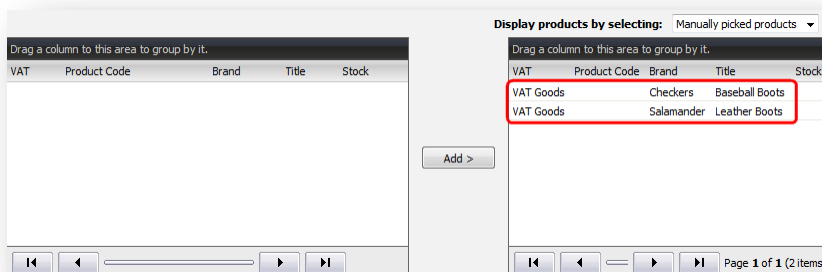 Display products by selecting: Manually picked products
Drag a column to this area to group by it.
VAT Product Code Brand Title Stock
Add >
Drag a column to this area to group by it.
VAT Product Code Brand Title Stock
VAT Goods Checkers Baseball Boots
VAT Goods Salamander Leather Boots
Page 1 of 1 (2 items